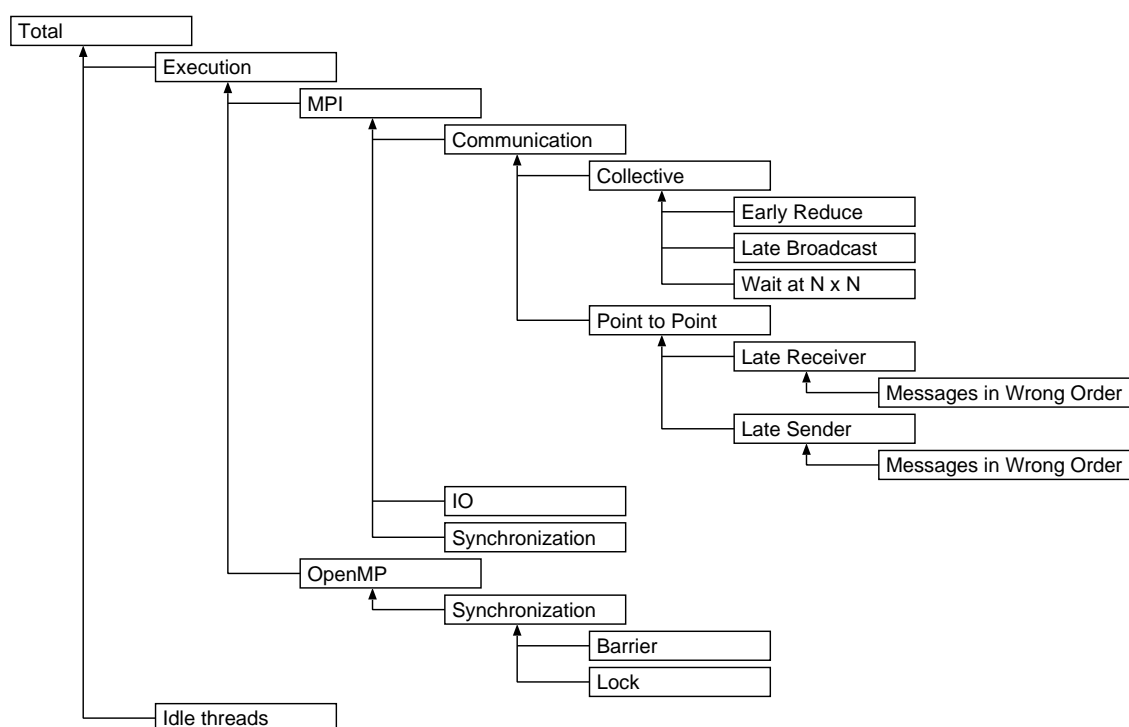 Total
Execution
MPI
Communication
Collective
Early Reduce
Late Broadcast
Wait at N x N
Point to Point
Late Receiver
Messages in Wrong Order
Late Sender
Messages in Wrong Order
IO
Synchronization
OpenMP
Synchronization
Barrier
Lock
Idle threads